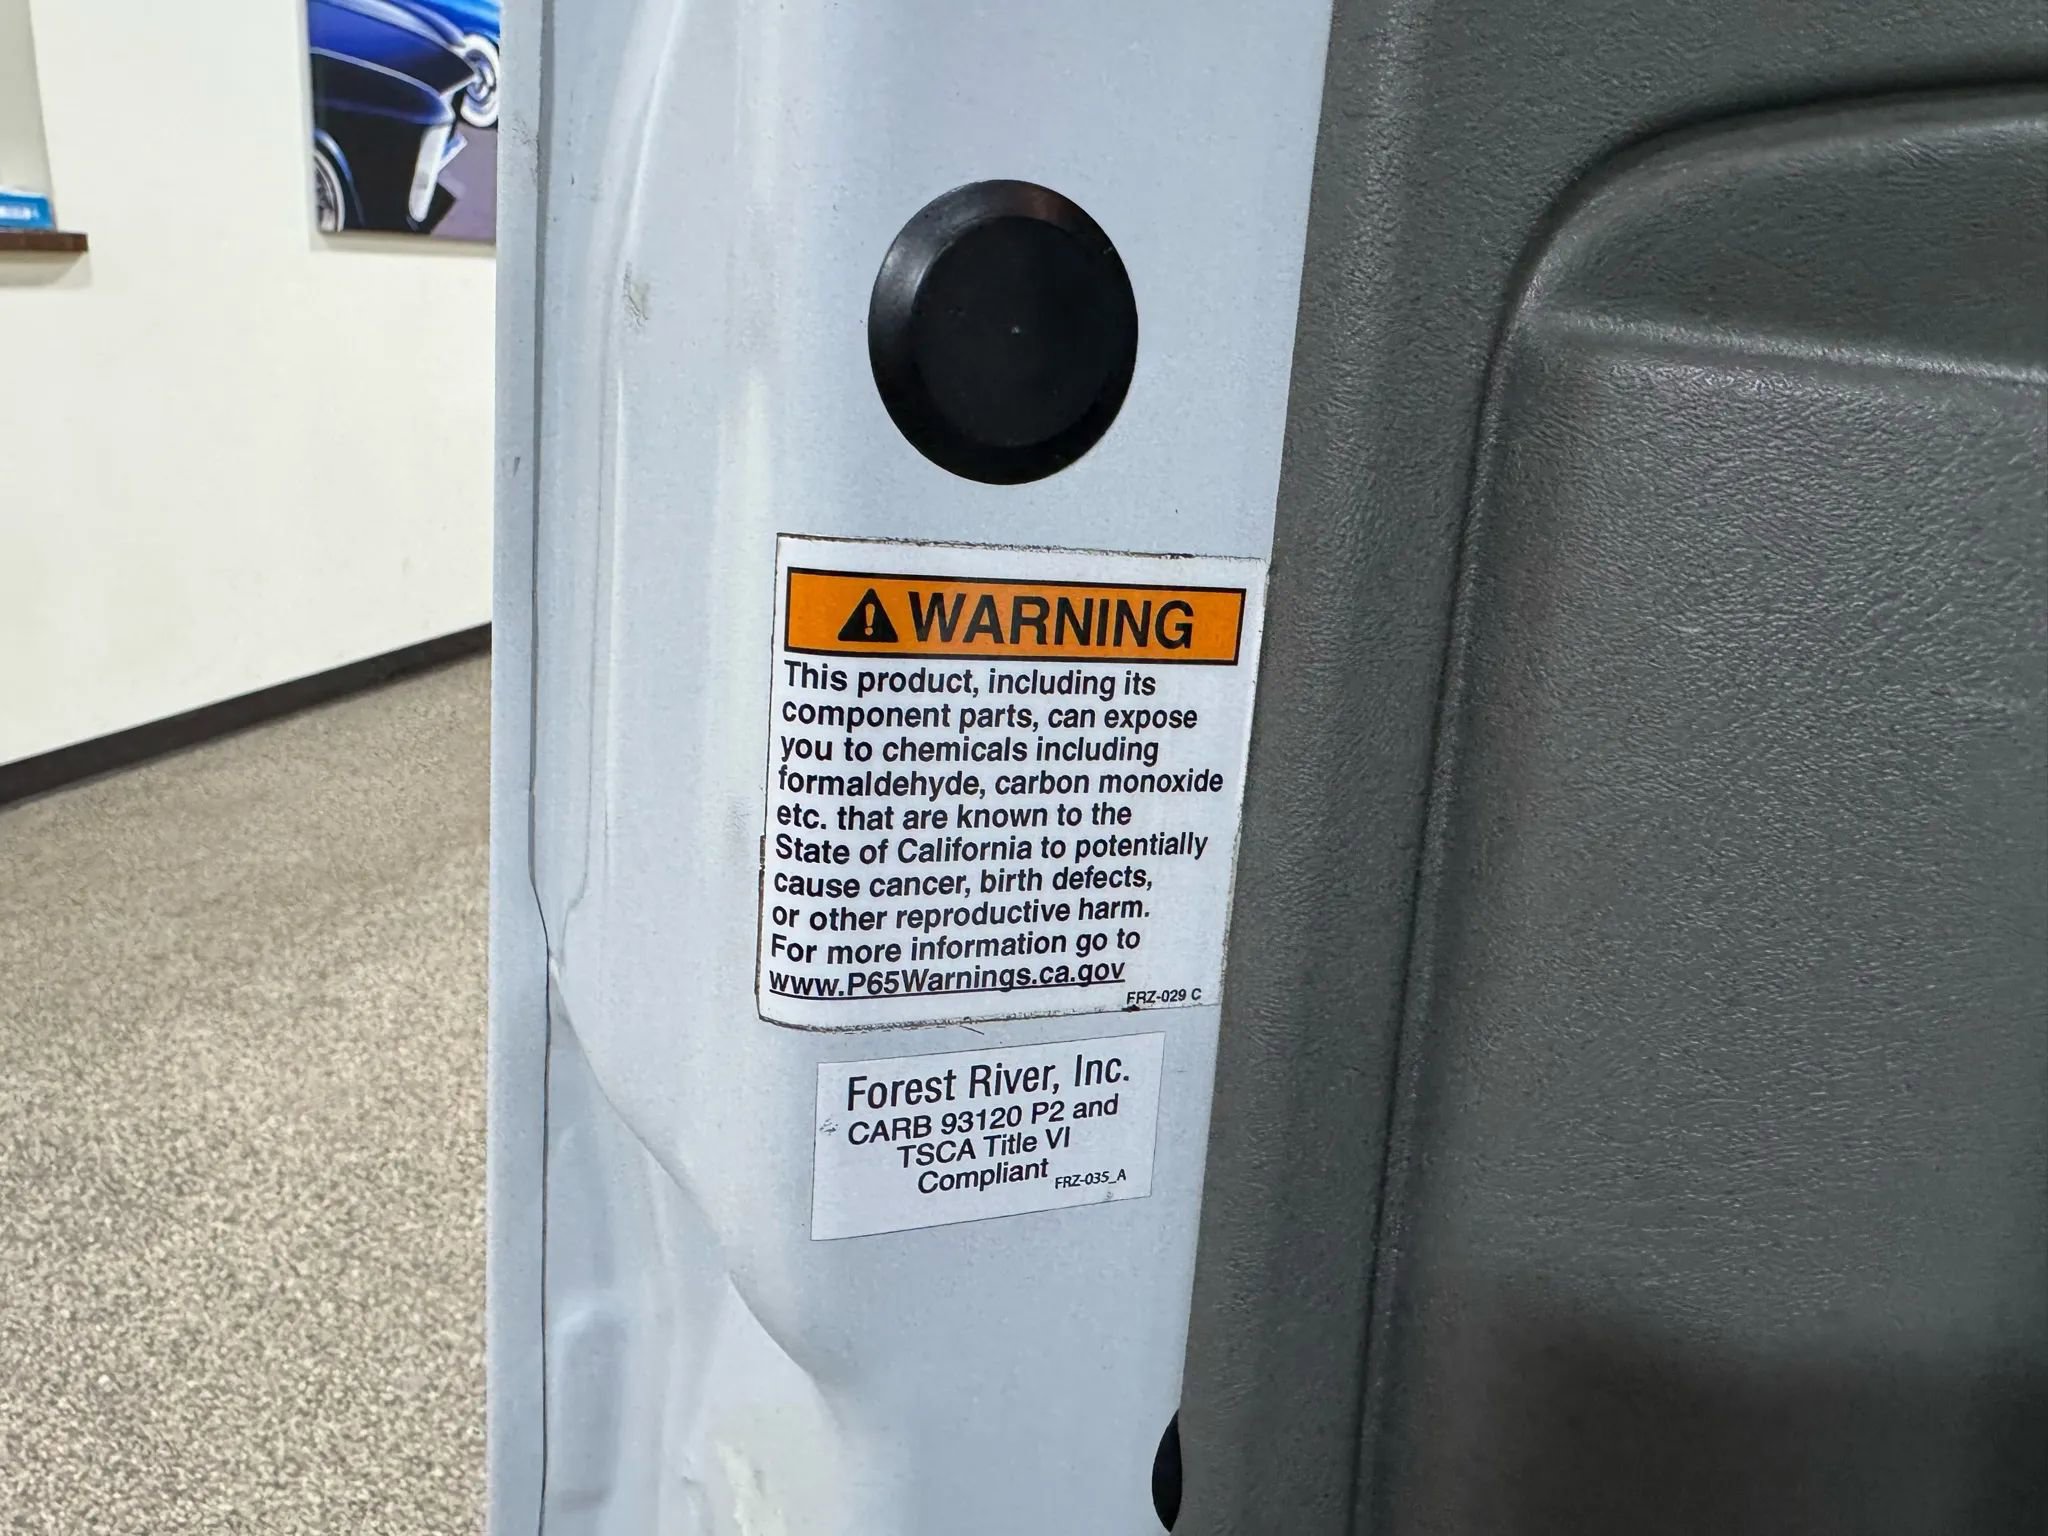 WARNING
This product, including its
component parts, can expose
you to chemicals including
formaldehyde, carbon monoxide
etc. that are known to the
State of California to potentially
cause cancer, birth defects,
or other reproductive harm.
For more information go to
www.P65Warnings.ca.gov
FRZ-029 C
Forest River, Inc.
CARB 93120 P2 and
TSCA Title VI
Compliant FRZ-035_A